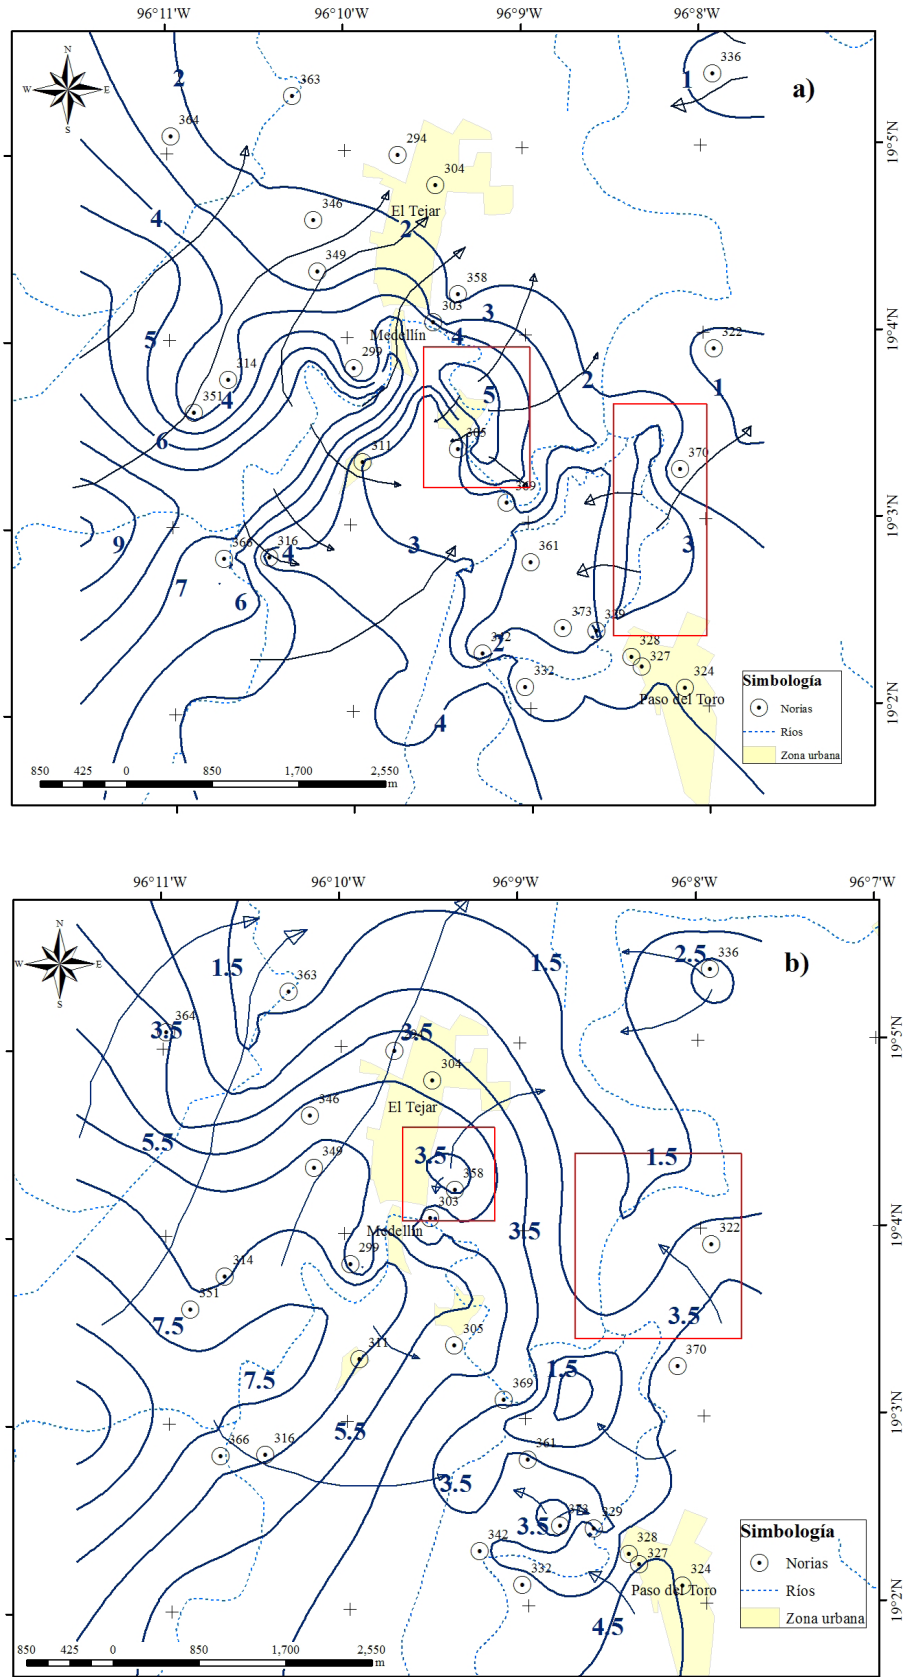 96°11'W 96°10'W 96°9'W 96°8'W
a)
N
W E
S
2
363
1
336
364
19°5'N
294
304
4
346
El Tejar
2
349
358
3
303
5
Medellín
4
322
19°4'N
299
314
2
1
351
4
5
6
305
311
370
369
9
3
3
19°3'N
366
316
4
361
7
6
373
329
342
2
328
327
332
324
Paso del Toro
4
19°2'N
Simbología
Norias
Ríos
Zona urbana
850 425 0 850 1,700 2,550
m
96°11'W 96°10'W 96°9'W 96°8'W 96°7'W
N
W E
S
b)
1.5
1.5
2.5
336
363
364
3.5
3.5
19°5'N
304
346
El Tejar
5.5
349
3.5
1.5
358
303
Medellín
3.5
322
19°4'N
299
314
351
7.5
3.5
305
311
370
7.5
1.5
369
5.5
19°3'N
366
316
361
3.5
373
329
3.5
342
328
327
332
324
Paso del Toro
4.5
19°2'N
Simbología
Norias
Ríos
Zona urbana
850 425 0 850 1,700 2,550
m